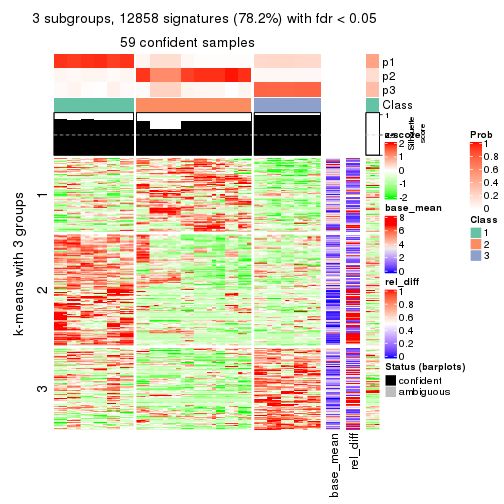 3 subgroups, 12858 signatures (78.2%) with fdr < 0.05
59 confident samples
p1
p2
p3
Class
1
Silhouette
score
k-means with 3 groups
1
2
3
z-score
2
1
0
-1
-2
base_mean
8
6
4
2
0
rel_diff
1
0.8
0.6
0.4
0.2
0
Status (barplots)
confident
ambiguous
Prob
1
0.8
0.6
0.4
0.2
0
Class
1
2
3
base_mean
rel_diff